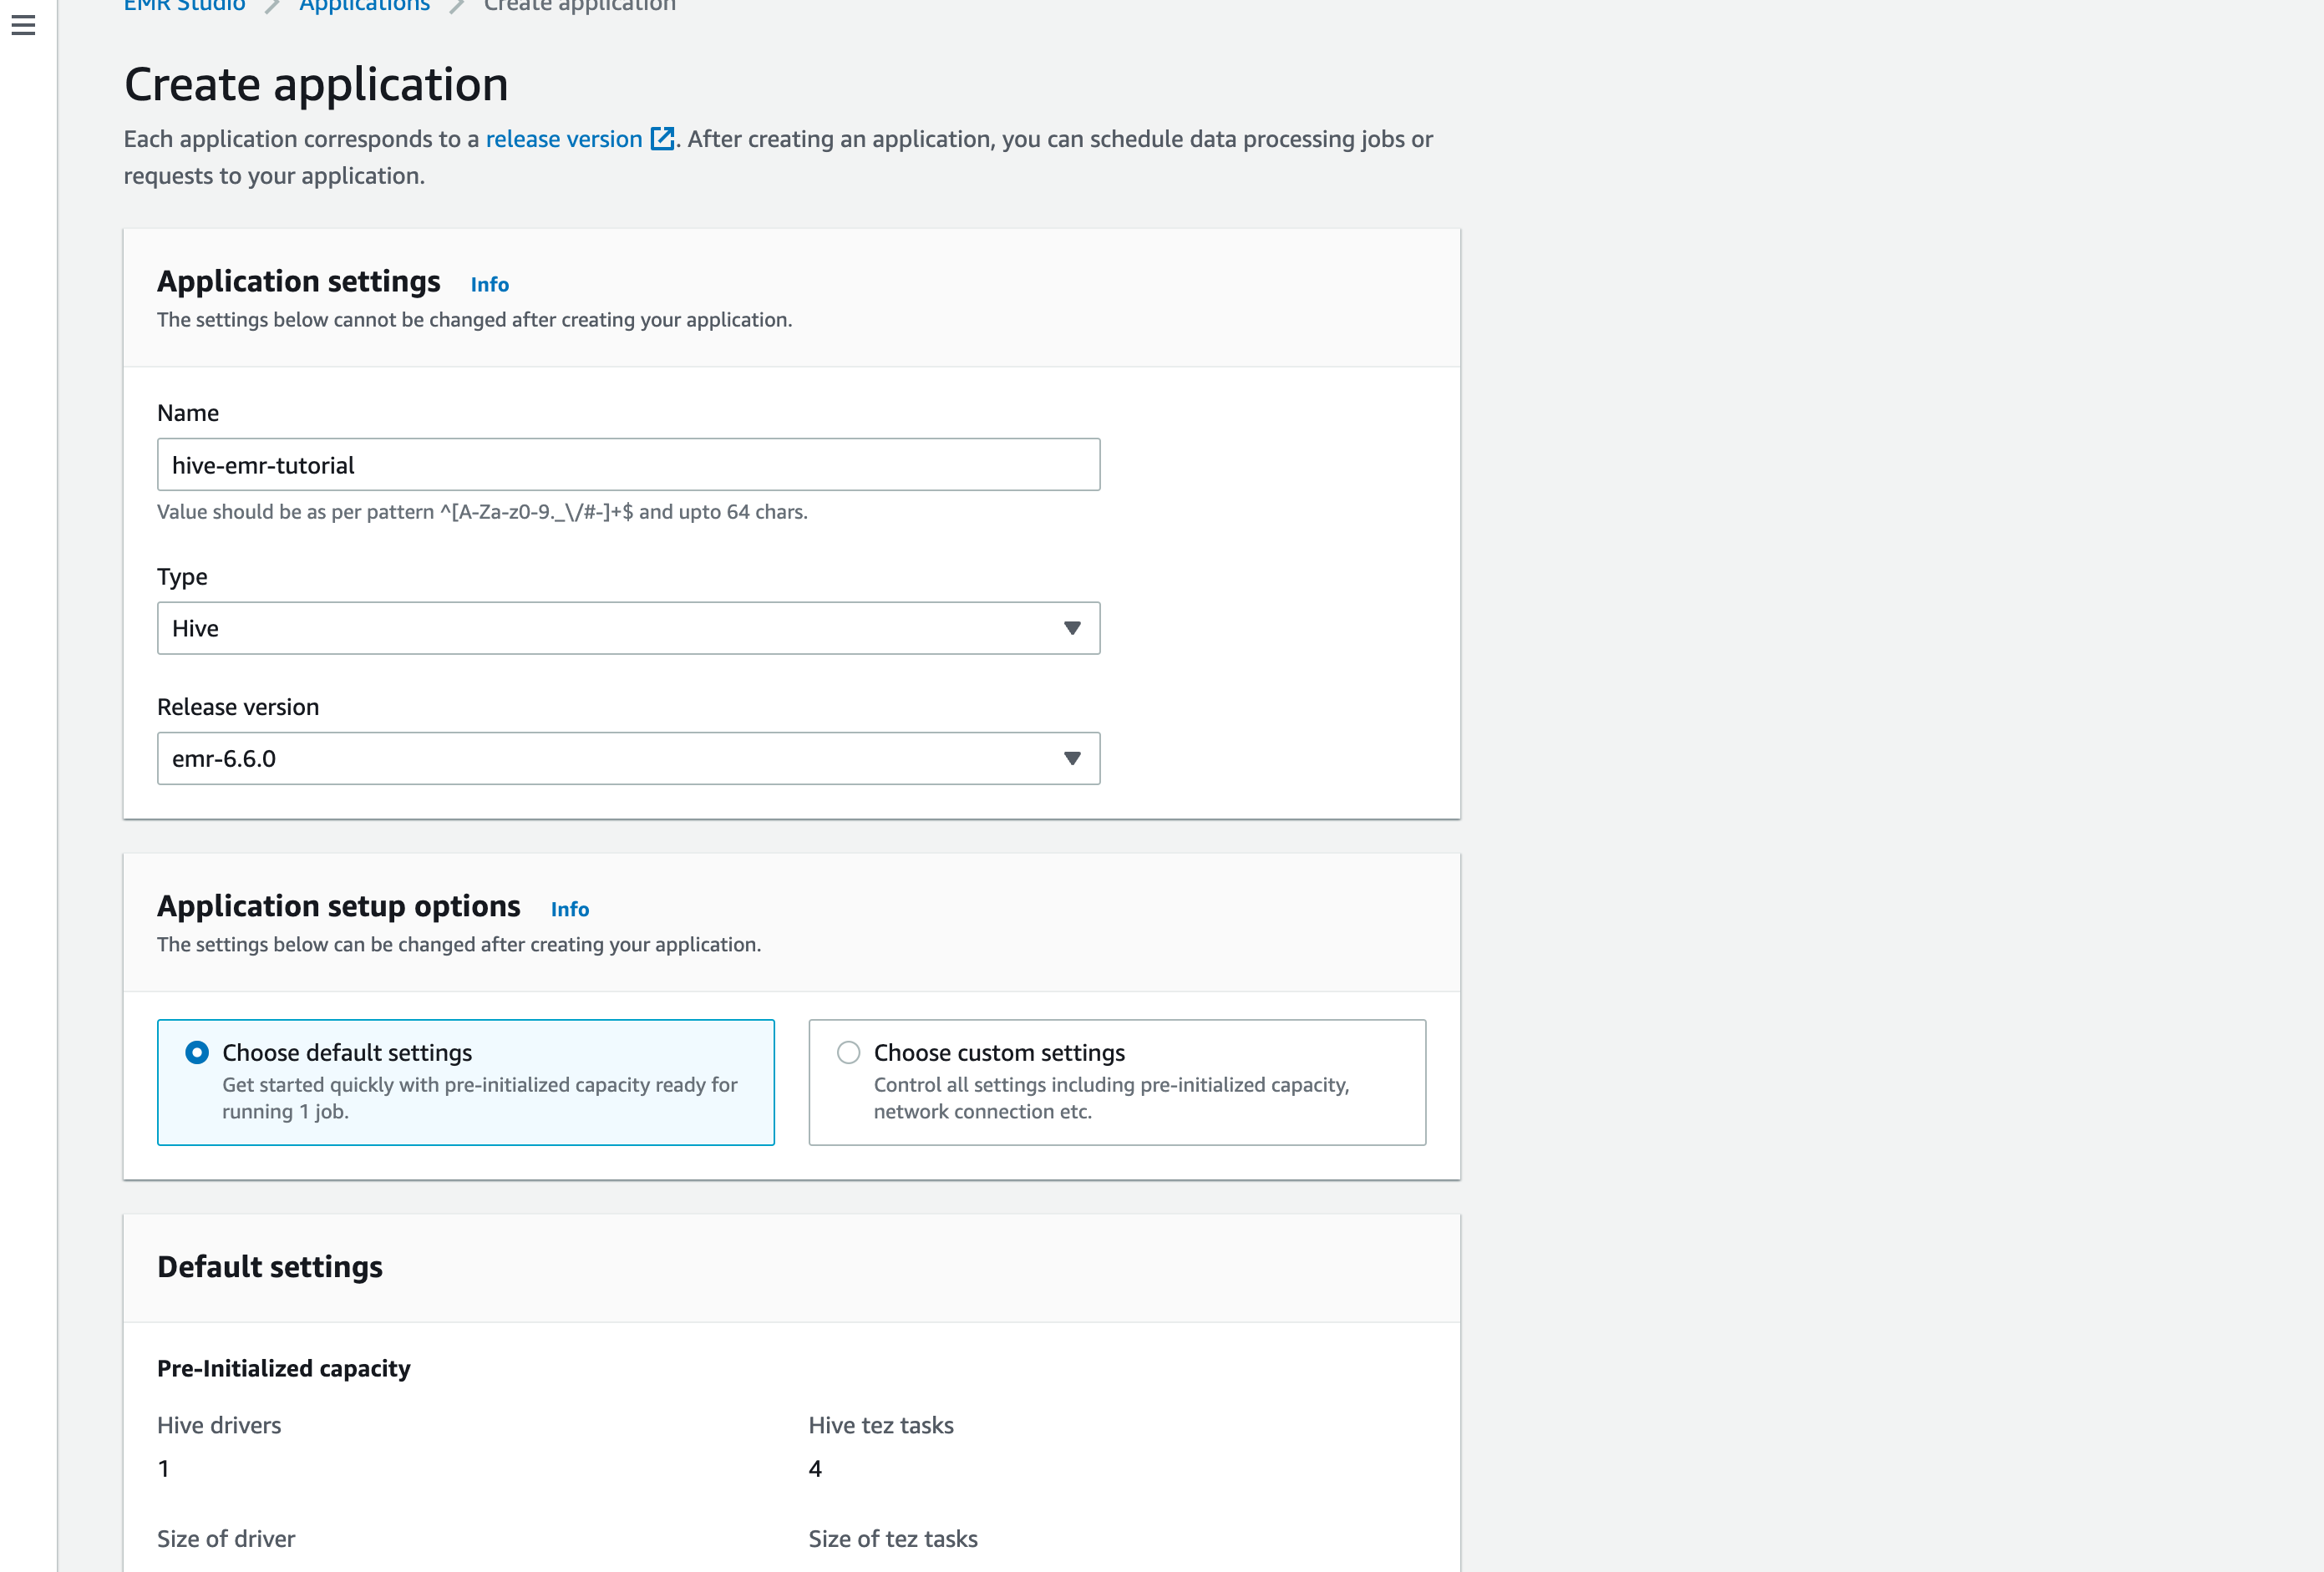 EMR Studio > Applications > Create application
Create application
Each application corresponds to a release version. After creating an application, you can schedule data processing jobs or
requests to your application.
Application settings Info
The settings below cannot be changed after creating your application.
Name
hive-emr-tutorial
Value should be as per pattern ^[A-Za-z0-9._\/#-]+$ and upto 64 chars.
Type
Hive
Release version
emr-6.6.0
Application setup options Info
The settings below can be changed after creating your application.
Choose default settings
Get started quickly with pre-initialized capacity ready for
running 1 job.
Choose custom settings
Control all settings including pre-initialized capacity,
network connection etc.
Default settings
Pre-Initialized capacity
Hive drivers
1
Hive tez tasks
4
Size of driver
Size of tez tasks